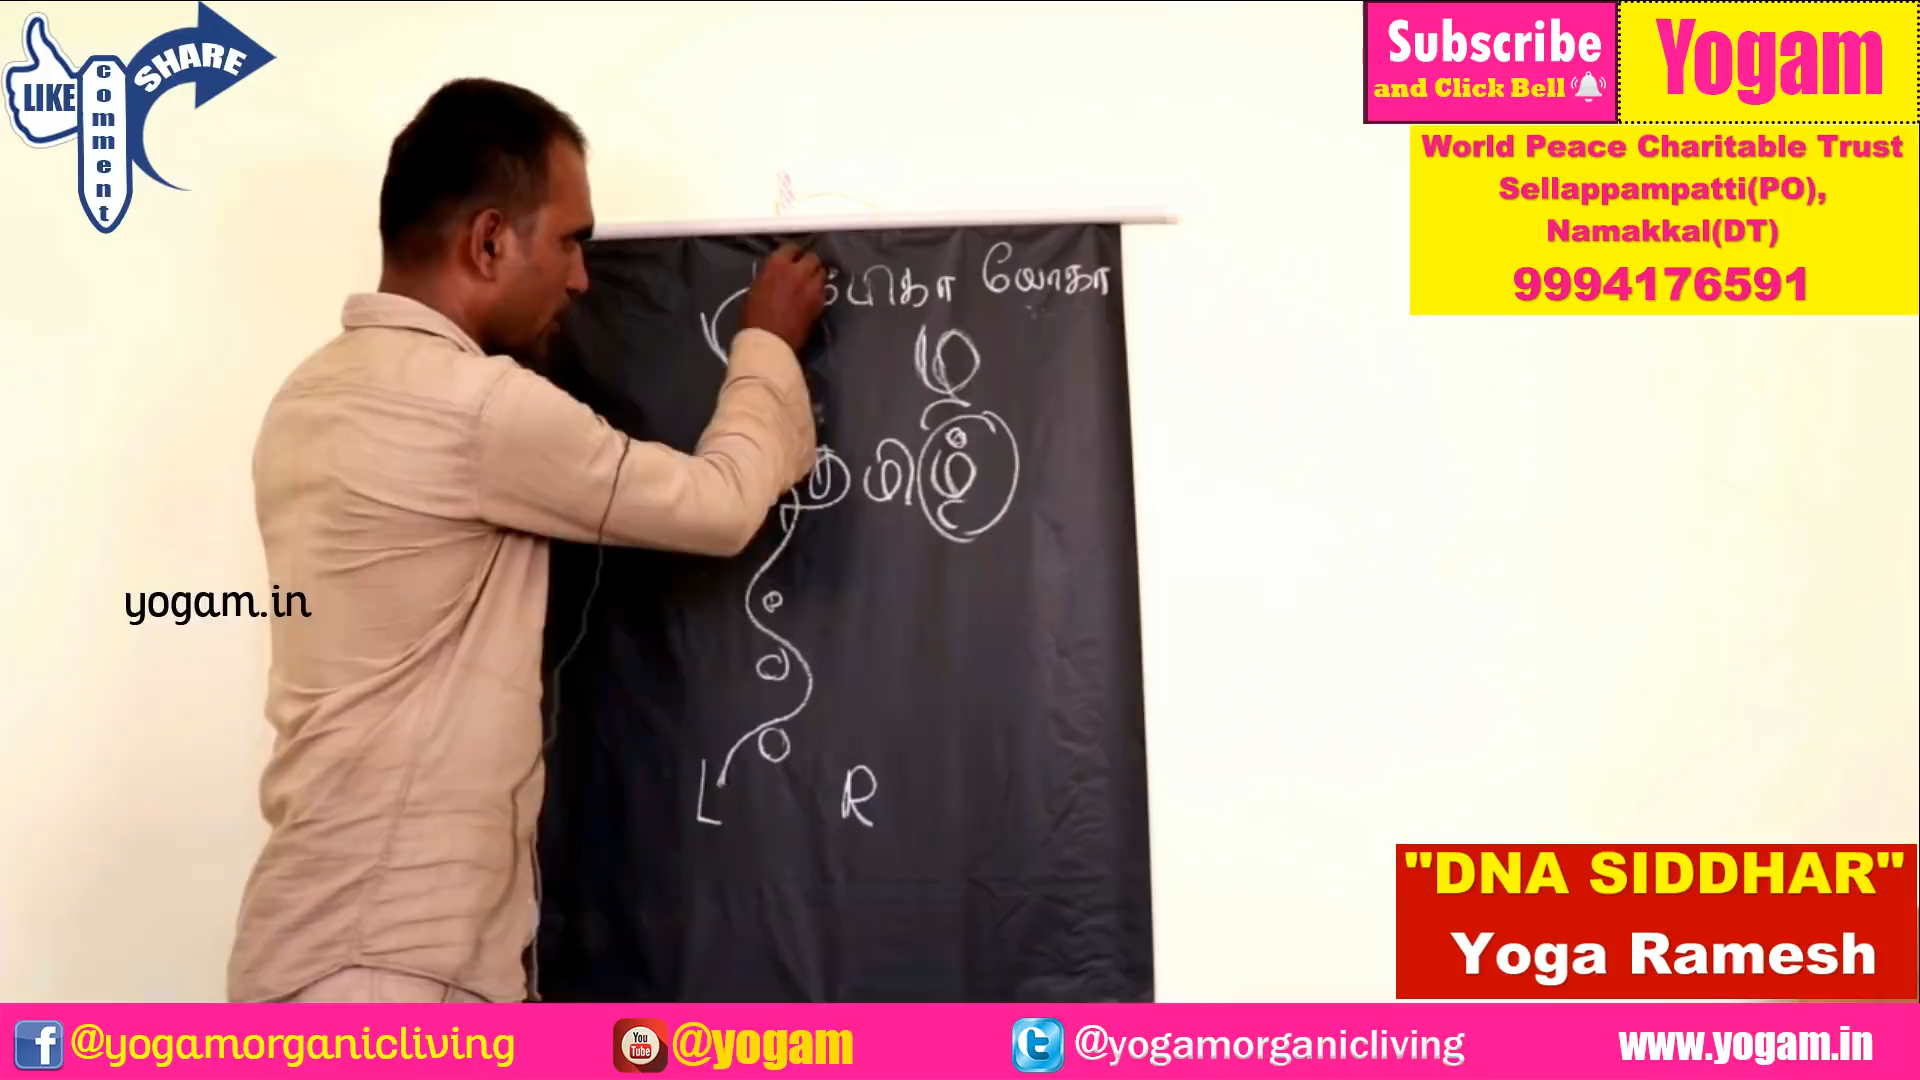 LIKE
comment
SHARE
Subscribe
and Click Bell
Yogam
World Peace Charitable Trust
Sellappampatti(PO),
Namakkal(DT)
9994176591
யோகா
ழ
தமிழ்
yogam.in
L R
"DNA SIDDHAR"
Yoga Ramesh
@yogamorganicliving
You Tube
@yogam
@yogamorganicliving
www.yogam.in